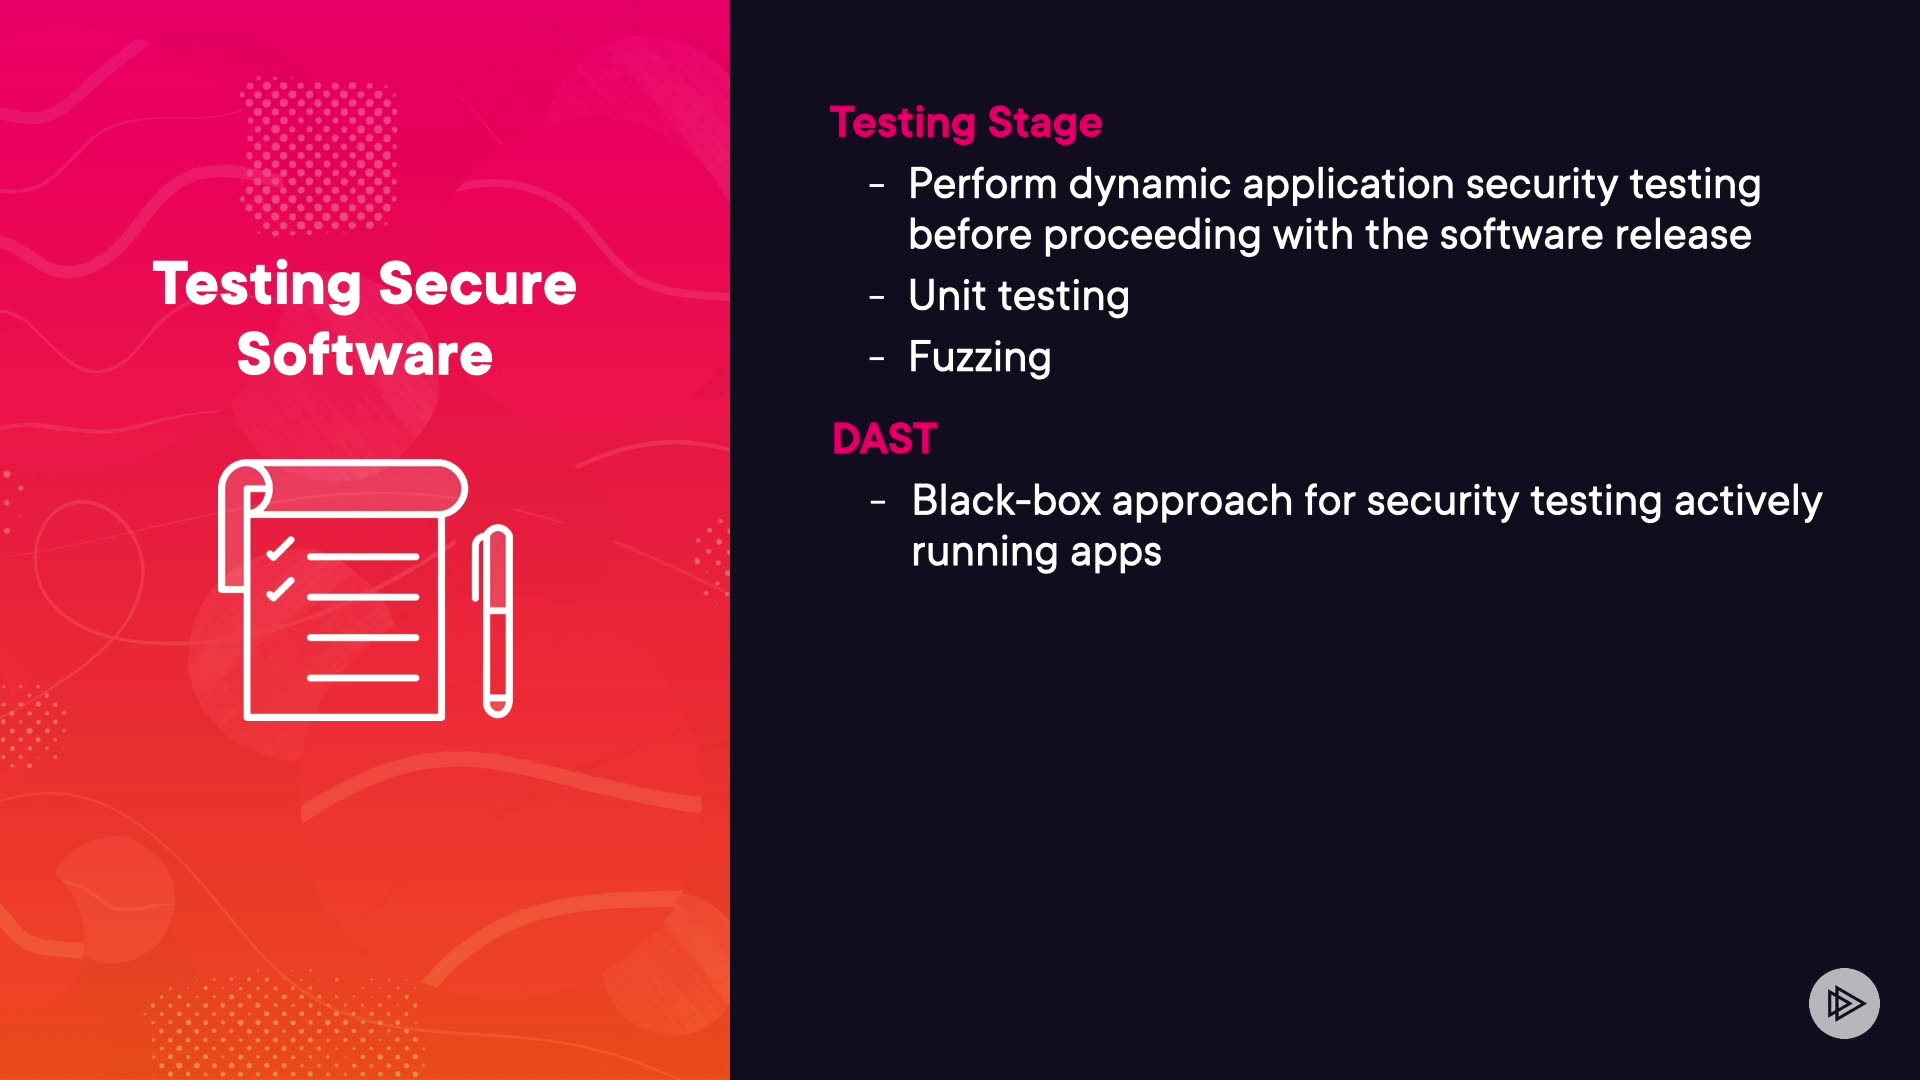 Testing Secure
Software
Testing Stage
- Perform dynamic application security testing
before proceeding with the software release
- Unit testing
- Fuzzing
DAST
- Black-box approach for security testing actively
running apps